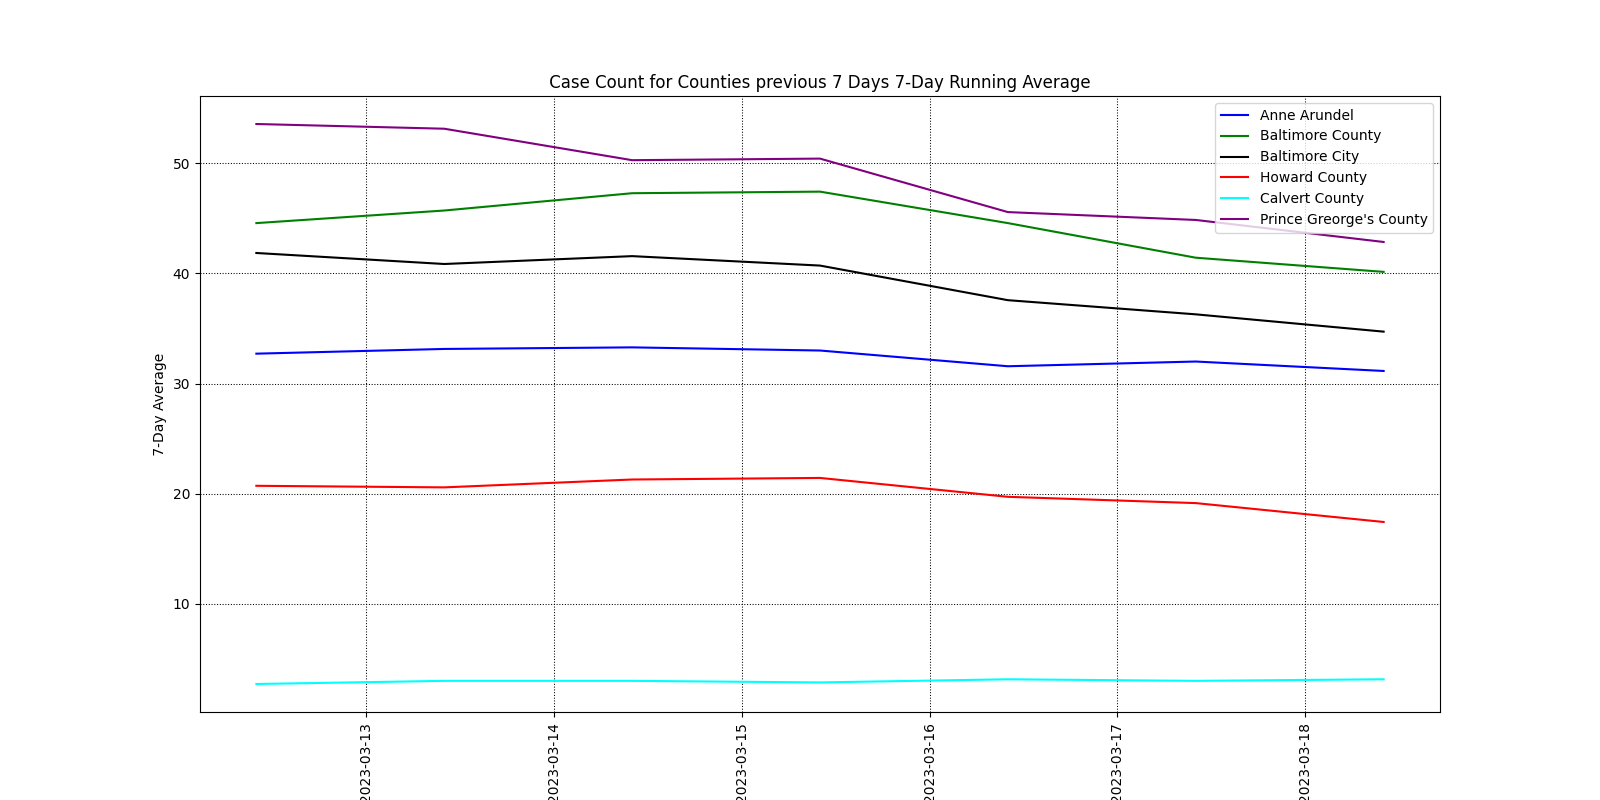 Case Count for Counties previous 7 Days 7-Day Running Average
Anne Arundel
Baltimore County
Baltimore City
Howard County
Calvert County
Prince Greorge's County
7-Day Average
50
40
30
20
10
2023-03-13
2023-03-14
2023-03-15
2023-03-16
2023-03-17
2023-03-18